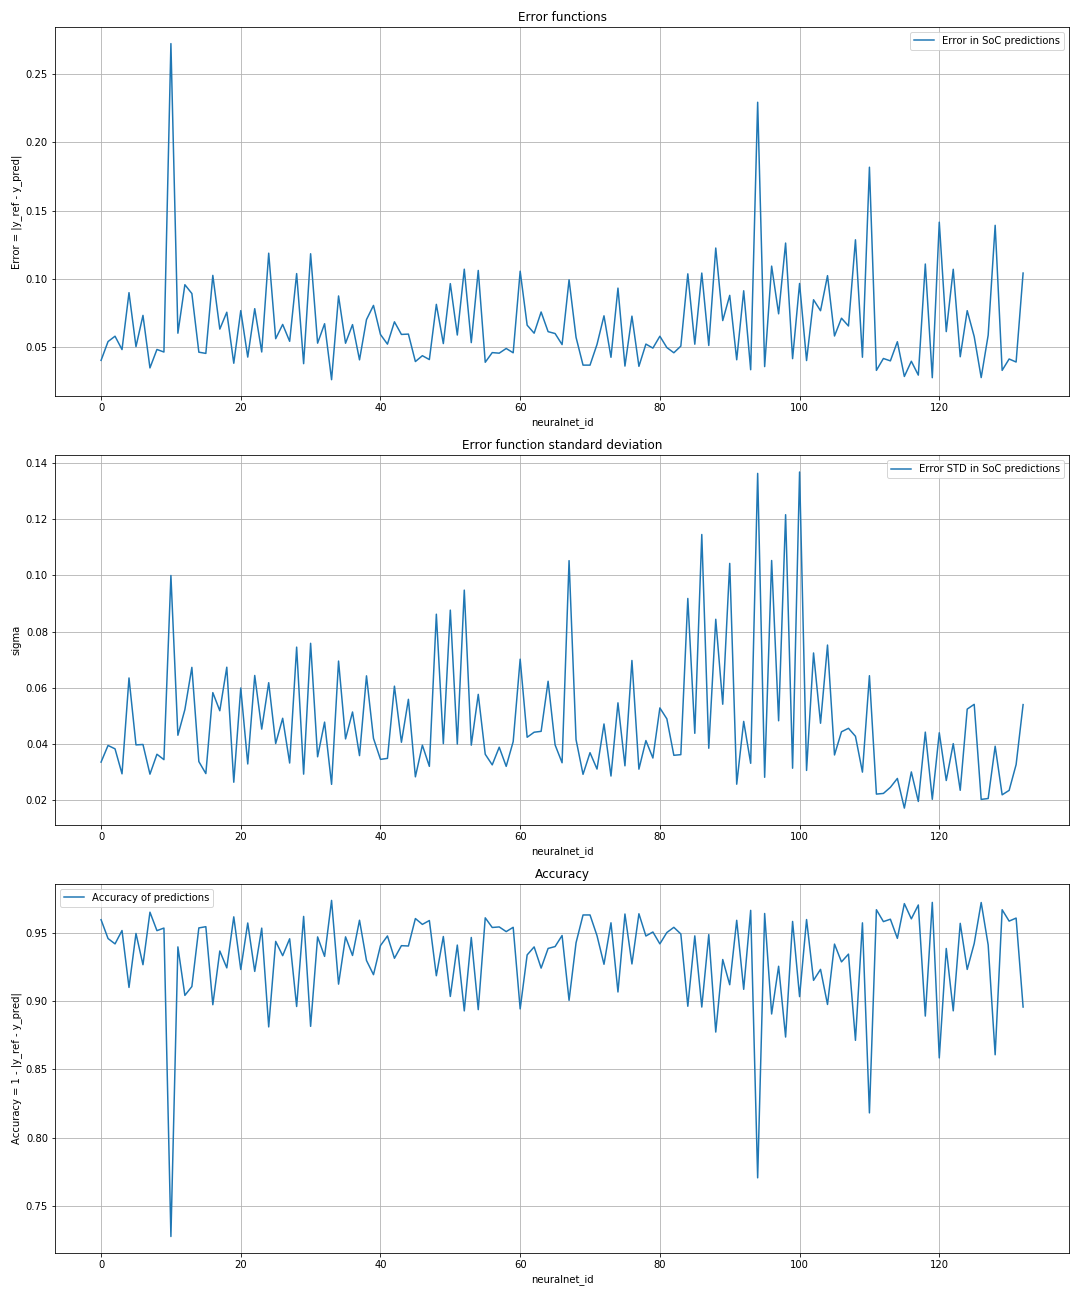 Error functions
Error in SoC predictions
Error = |y_ref - y_pred|
0.25
0.20
0.15
0.10
0.05
0 20 40 60 80 100 120
neuralnet_id
Error function standard deviation
Error STD in SoC predictions
sigma
0.14
0.12
0.10
0.08
0.06
0.04
0.02
0 20 40 60 80 100 120
neuralnet_id
Accuracy
Accuracy of predictions
Accuracy = 1 - |y_ref - y_pred|
0.95
0.90
0.85
0.80
0.75
0 20 40 60 80 100 120
neuralnet_id